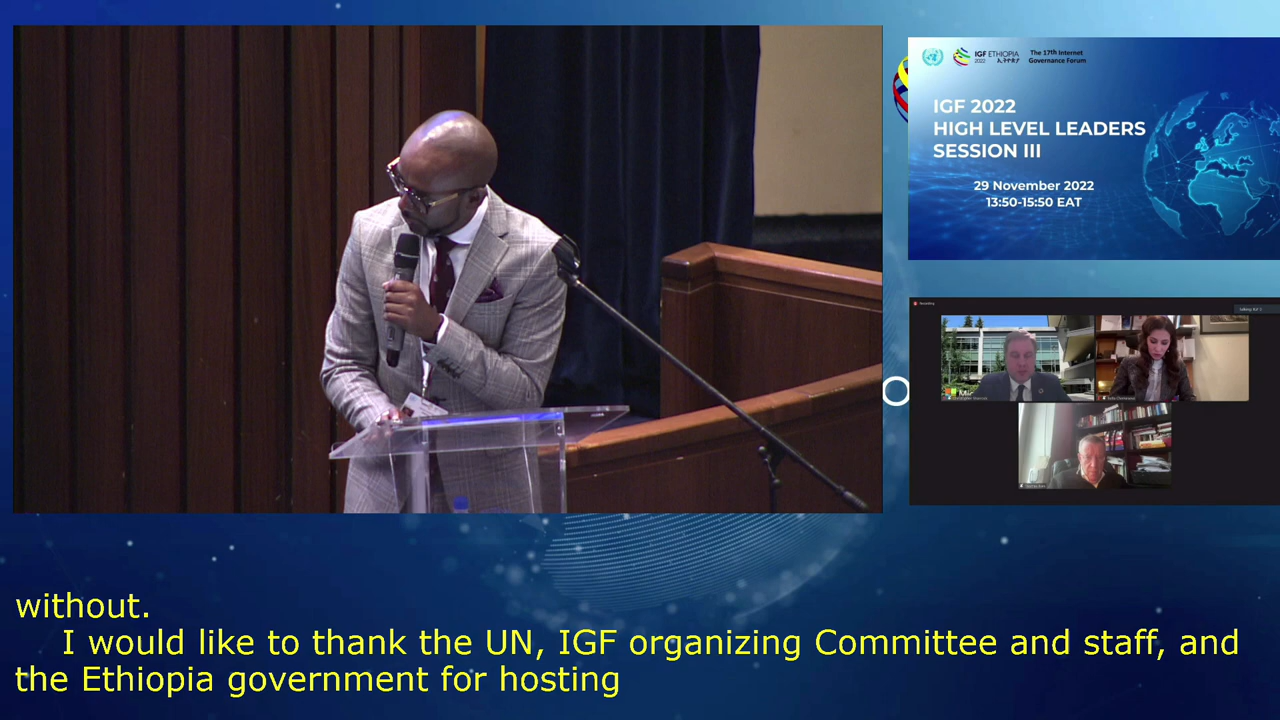 IGF ETHIOPIA
2022 ኢትዮጵያ
The 17th Internet
Governance Forum
IGF 2022
HIGH LEVEL LEADERS
SESSION III
29 November 2022
13:50-15:50 EAT
Recording
without.
I would like to thank the UN, IGF organizing Committee and staff, and
the Ethiopia government for hosting